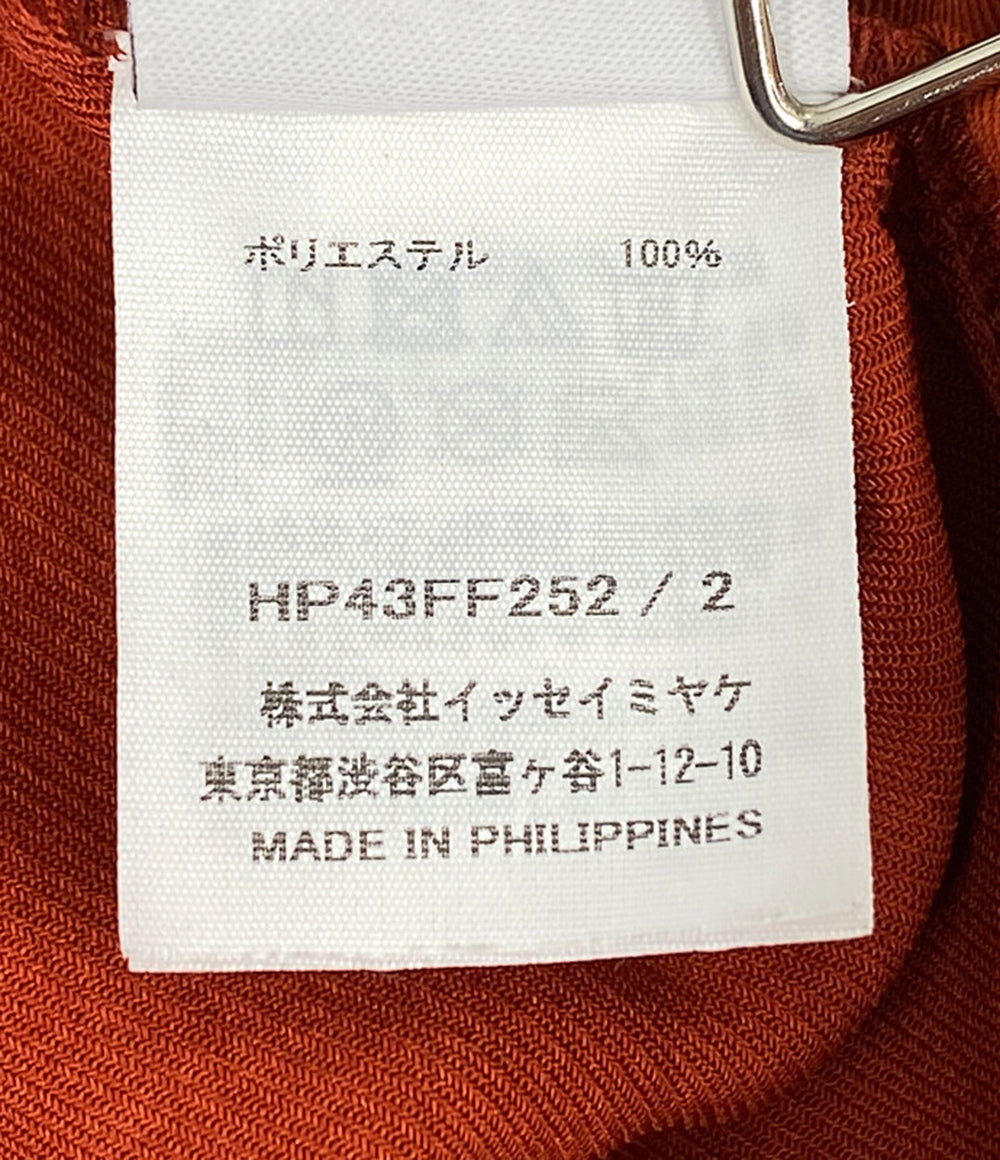 ポリエステル 100%
HP43FF252 / 2
株式会社イッセイミヤケ
東京都渋谷区富ヶ谷1-12-10
MADE IN PHILIPPINES